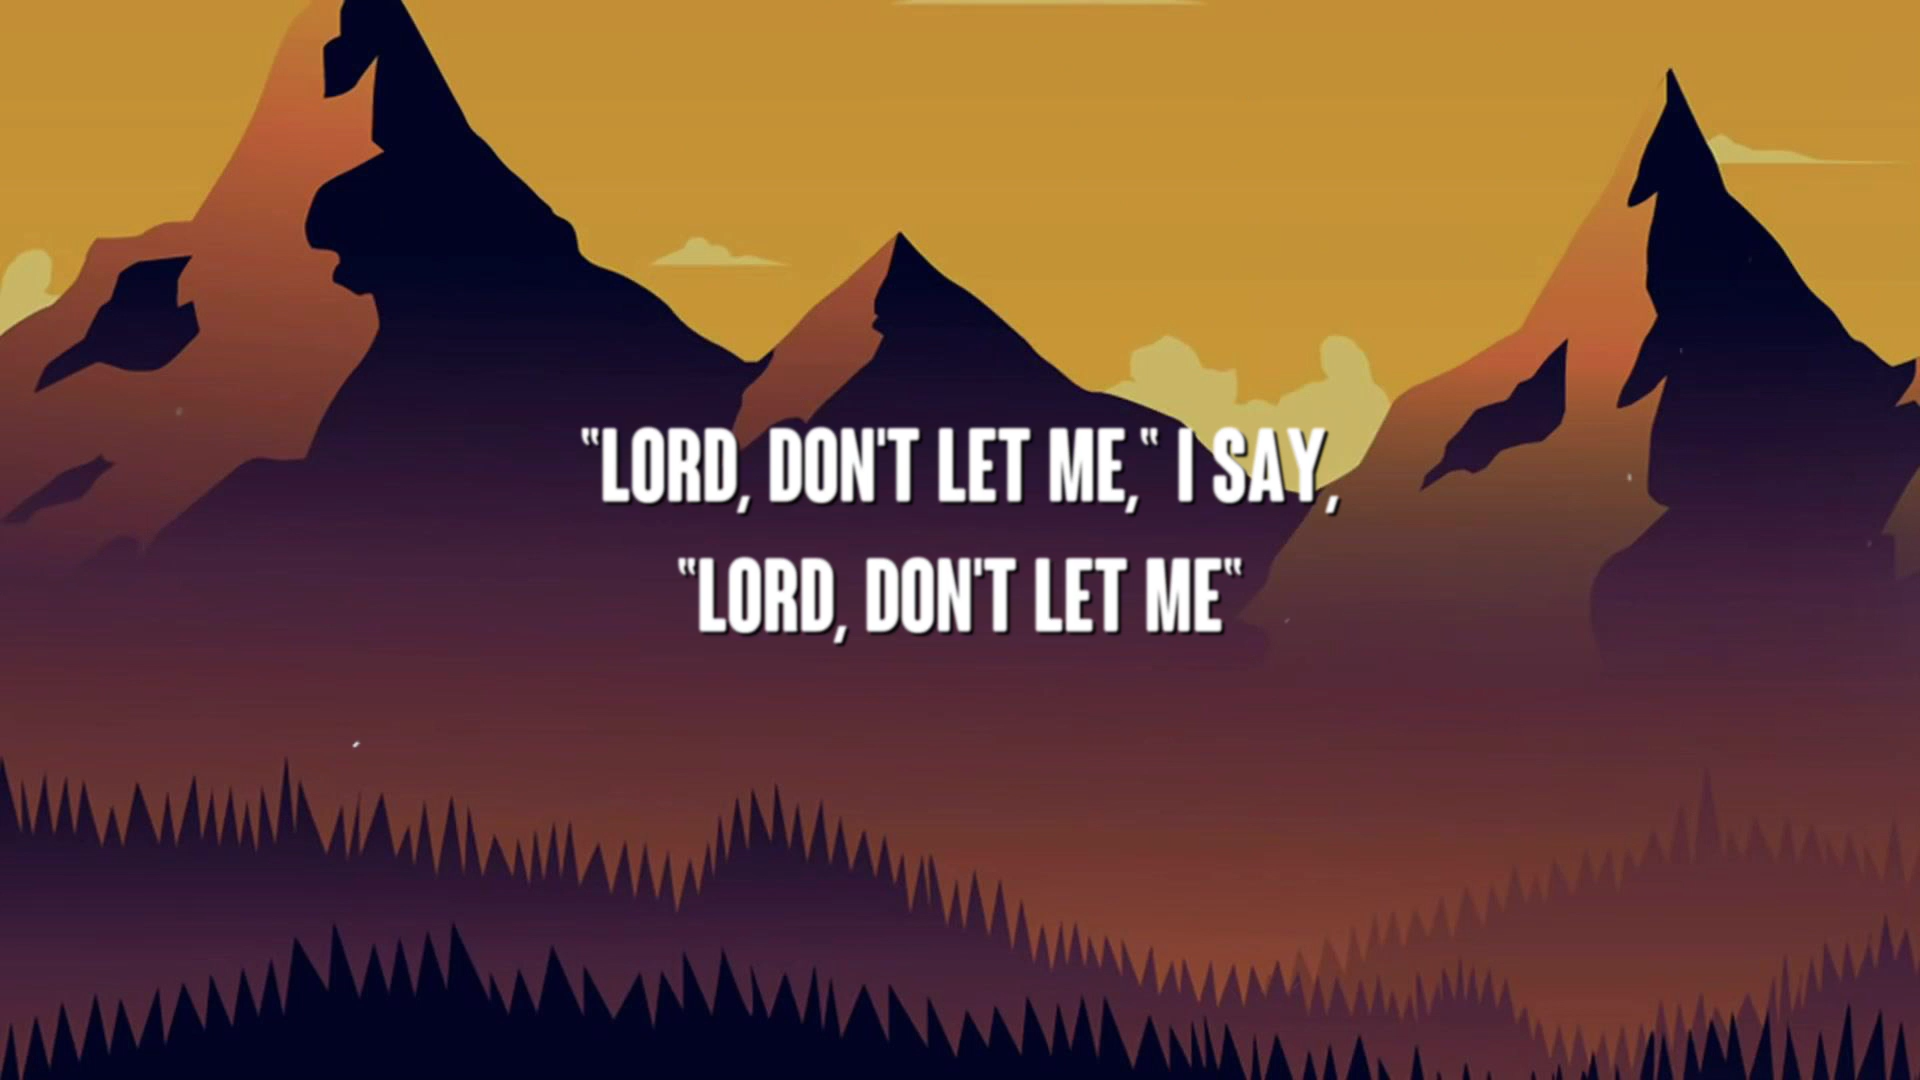 “LORD, DON'T LET ME,“ I SAY,
“LORD, DON'T LET ME“